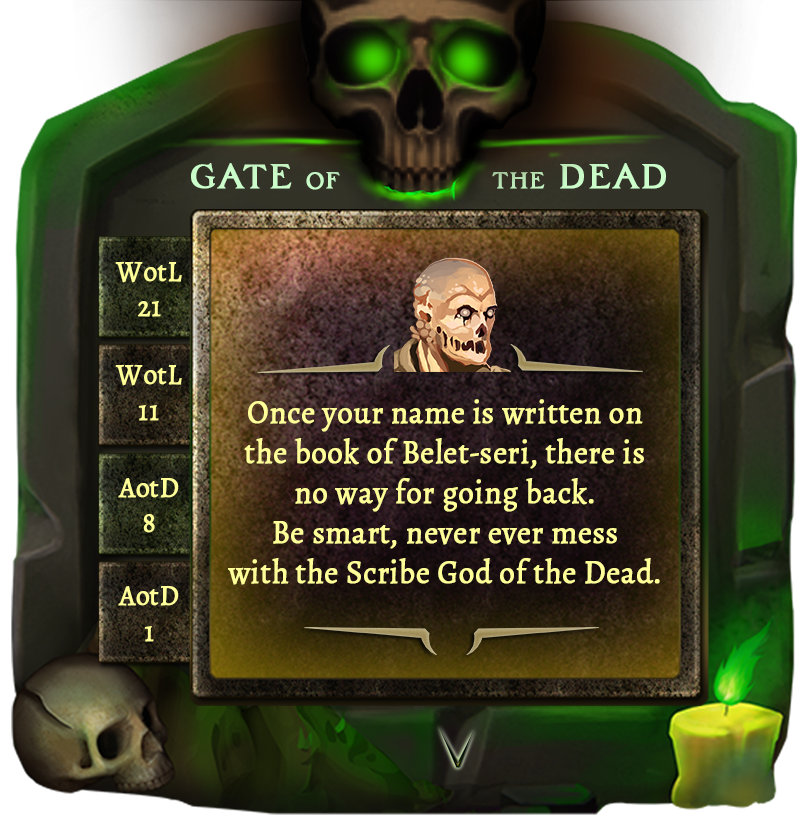 GATE OF THE DEAD
WotL
21
WotL
11
AotD
8
AotD
1
Once your name is written on
the book of Belet-seri, there is
no way for going back.
Be smart, never ever mess
with the Scribe God of the Dead.